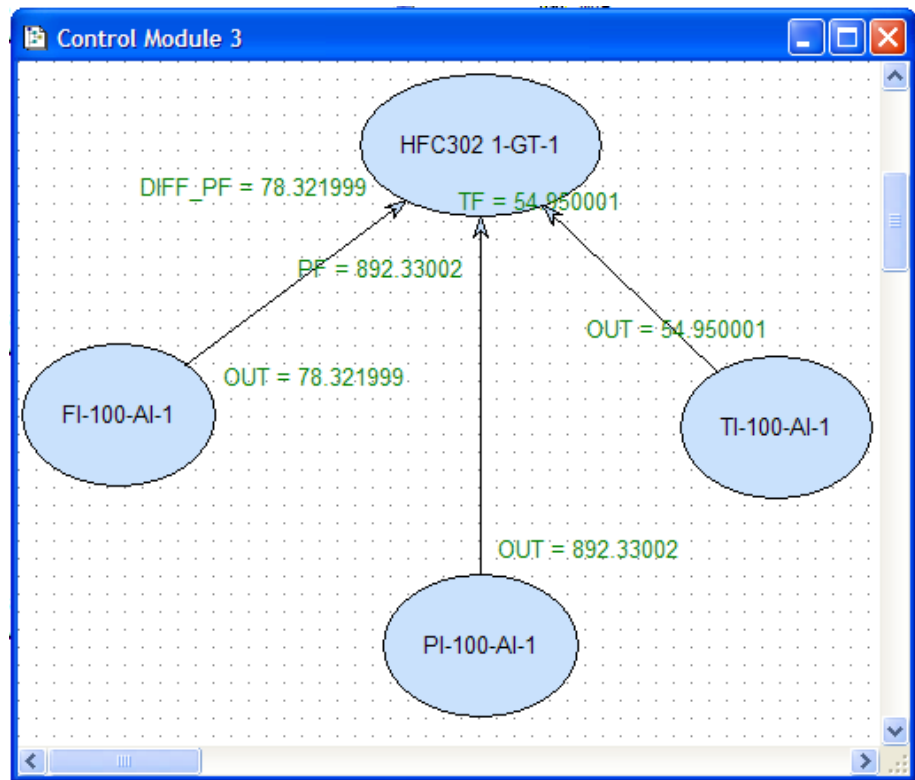 Control Module 3
HFC302 1-GT-1
DIFF_PF = 78.321999
TF = 54.950001
PF = 892.33002
OUT = 54.950001
OUT = 78.321999
FI-100-AI-1
TI-100-AI-1
OUT = 892.33002
PI-100-AI-1